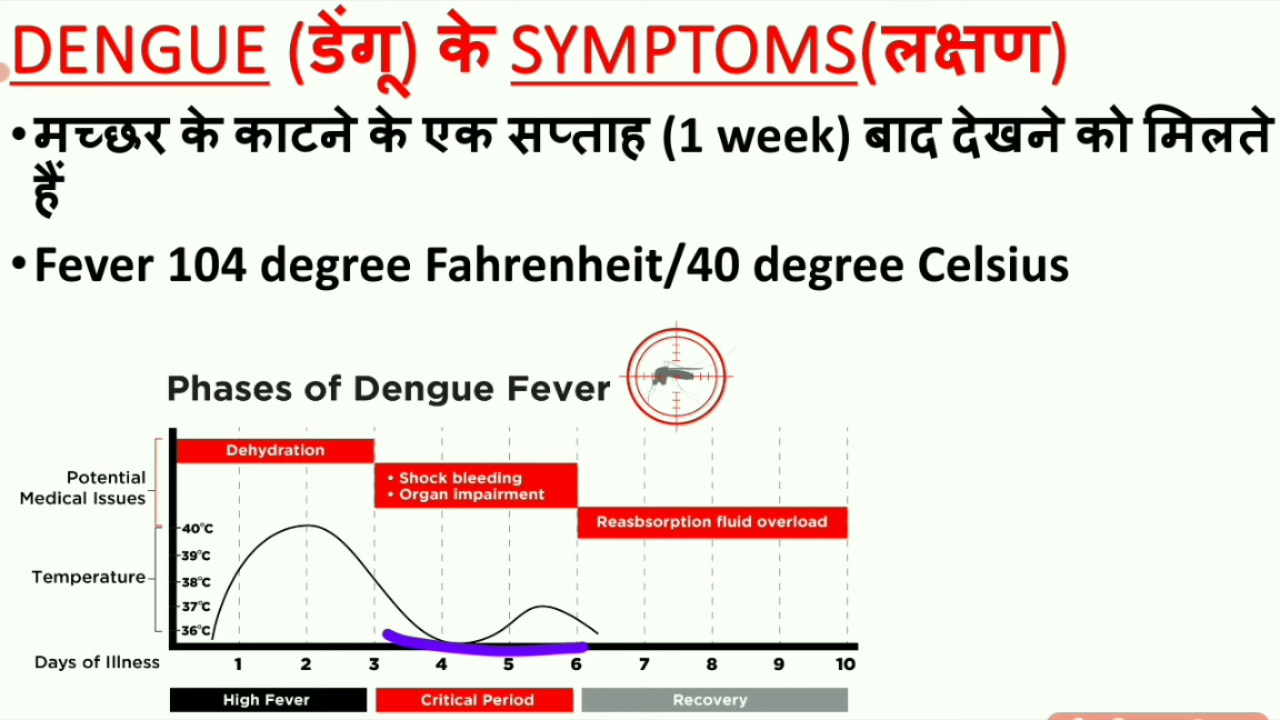 DENGUE (डेंगू) के SYMPTOMS(लक्षण)
•मच्छर के काटने के एक सप्ताह (1 week) बाद देखने को मिलते
हैं
•Fever 104 degree Fahrenheit/40 degree Celsius
Phases of Dengue Fever
Dehydration
Potential
Medical Issues
• Shock bleeding
• Organ impairment
Reasbsorption fluid overload
40°C
39°C
Temperature
38°C
37°C
36°C
Days of Illness 1 2 3 4 5 6 7 8 9 10
High Fever Critical Period Recovery